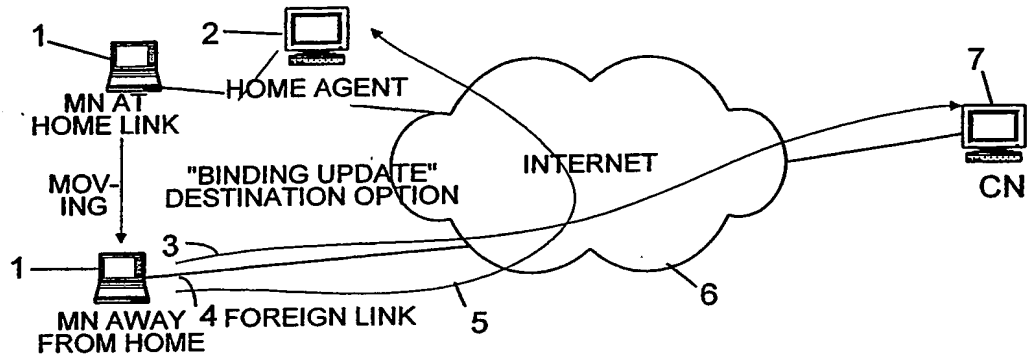 1
2
7
HOME AGENT
MN AT
HOME LINK
INTERNET
CN
"BINDING UPDATE"
DESTINATION OPTION
MOV-
ING
3
1
4 FOREIGN LINK
5
6
MN AWAY
FROM HOME